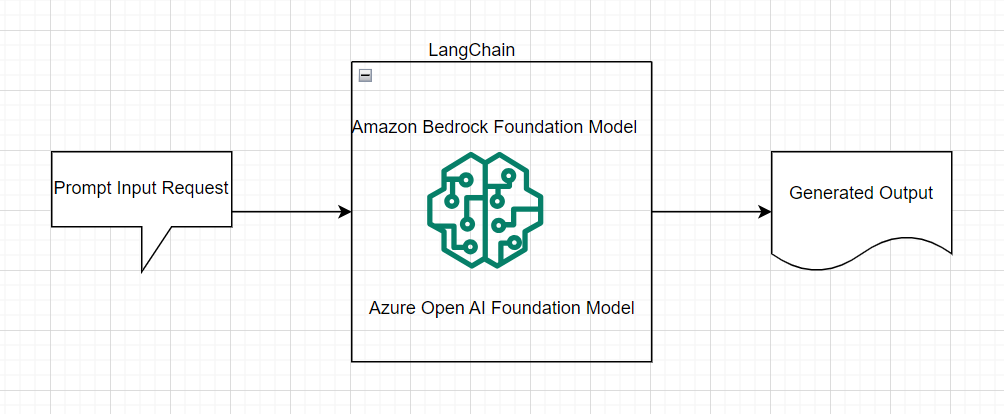 LangChain
Amazon Bedrock Foundation Model
Prompt Input Request
Generated Output
Azure Open AI Foundation Model